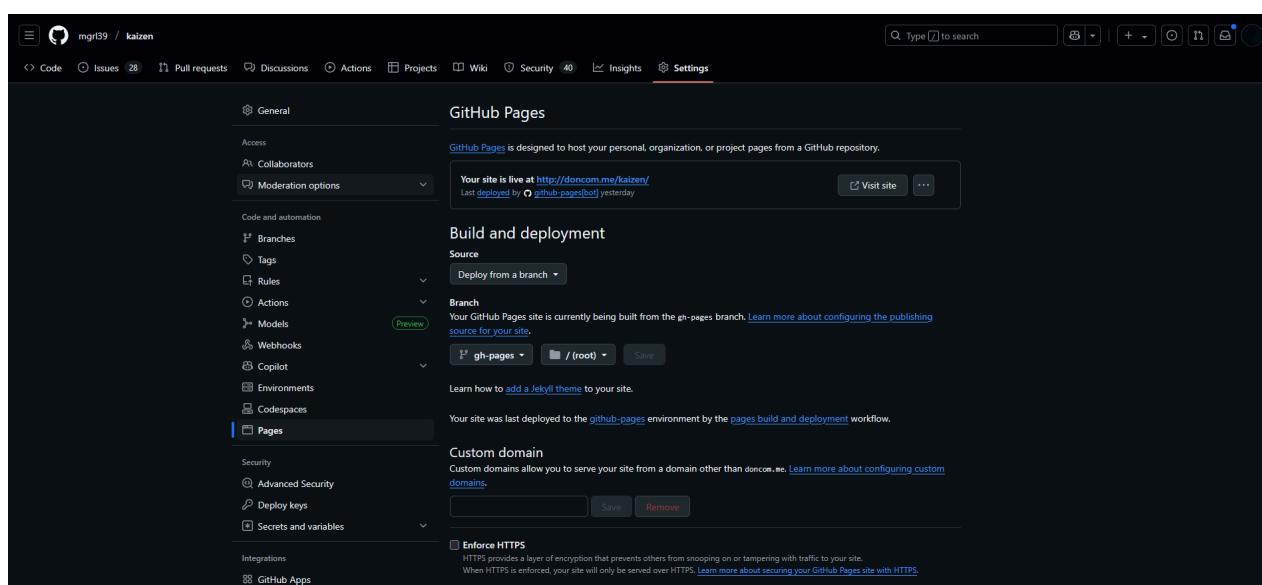 mgrl39 / kaizen
Type / to search
Code Issues 28 Pull requests Discussions Actions Projects Wiki Security 40 Insights Settings
General
Access
Collaborators
Moderation options
Code and automation
Branches
Tags
Rules
Actions
Models Preview
Webhooks
Copilot
Environments
Codespaces
Pages
Security
Advanced Security
Deploy keys
Secrets and variables
Integrations
GitHub Apps
GitHub Pages
GitHub Pages is designed to host your personal, organization, or project pages from a GitHub repository.
Your site is live at http://doncom.me/kaizen/
Last deployed by github-pages[bot] yesterday
Visit site
Build and deployment
Source
Deploy from a branch
Branch
Your GitHub Pages site is currently being built from the gh-pages branch. Learn more about configuring the publishing
source for your site.
gh-pages / (root) Save
Learn how to add a Jekyll theme to your site.
Your site was last deployed to the github-pages environment by the pages build and deployment workflow.
Custom domain
Custom domains allow you to serve your site from a domain other than doncom.me. Learn more about configuring custom
domains.
Save Remove
Enforce HTTPS
HTTPS provides a layer of encryption that prevents others from snooping on or tampering with traffic to your site.
When HTTPS is enforced, your site will only be served over HTTPS. Learn more about securing your GitHub Pages site with HTTPS.